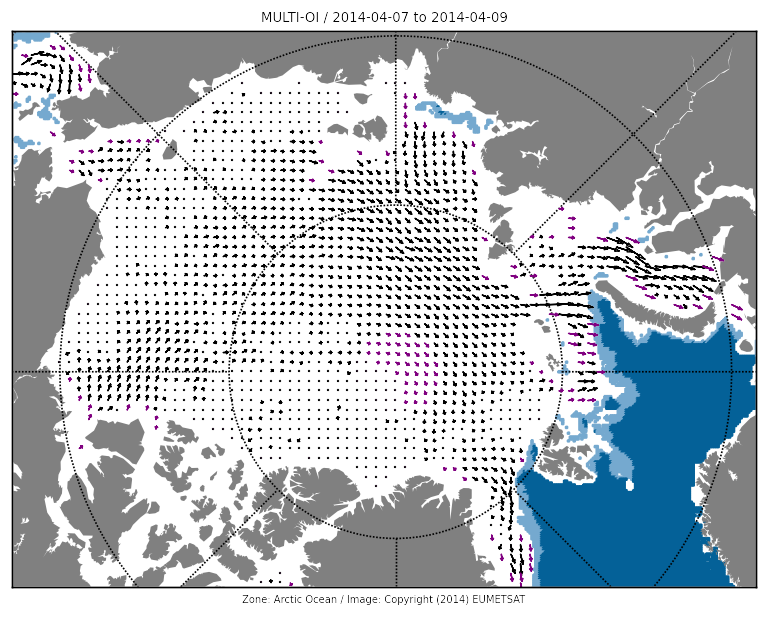 MULTI-OI / 2014-04-07 to 2014-04-09
Zone: Arctic Ocean / Image: Copyright (2014) EUMETSAT